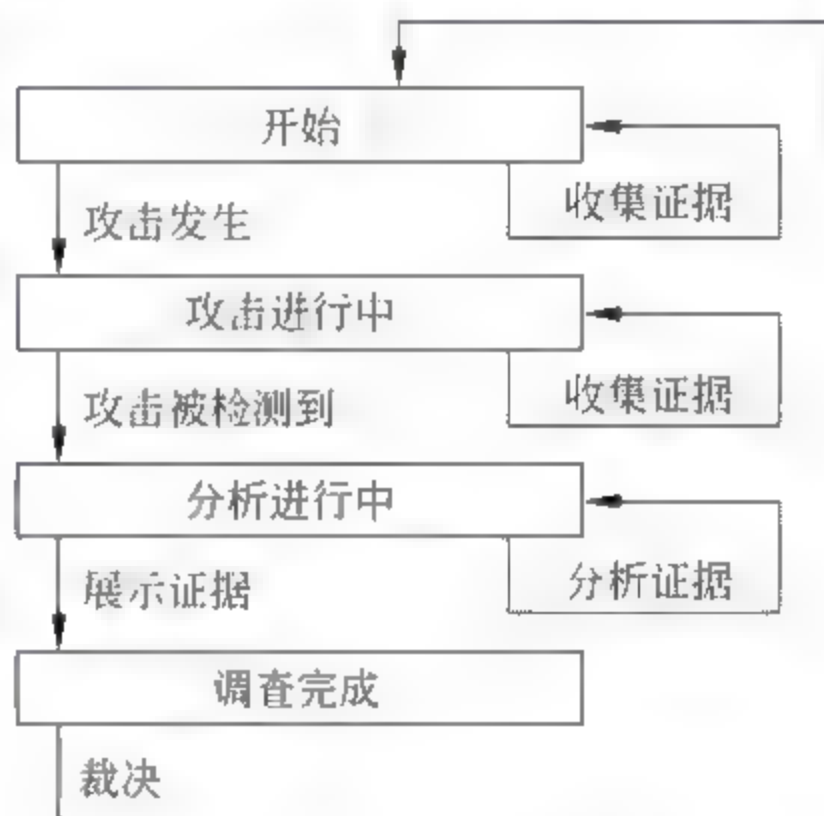 开始
收集证据
攻击发生
攻击进行中
收集证据
攻击被检测到
分析进行中
分析证据
展示证据
调查完成
裁决